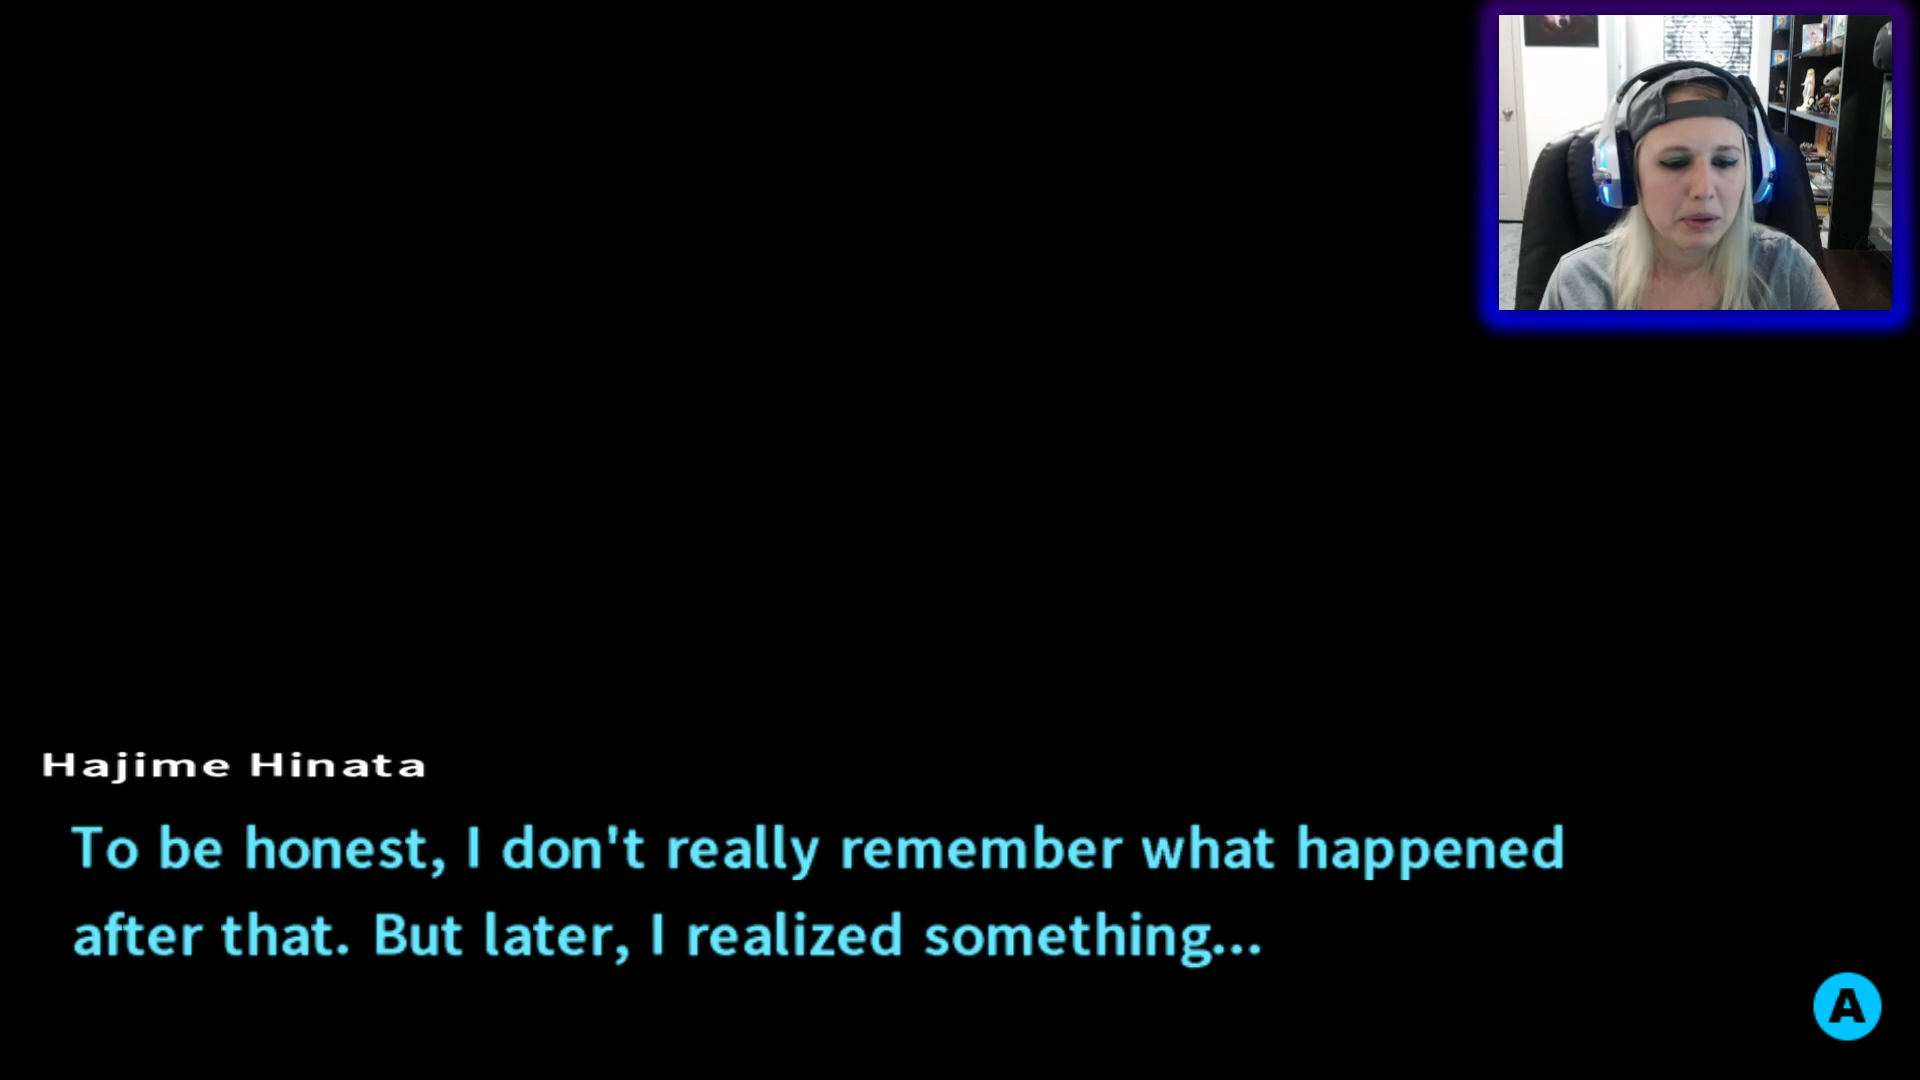 Hajime Hinata
To be honest, I don't really remember what happened
after that. But later, I realized something...
A